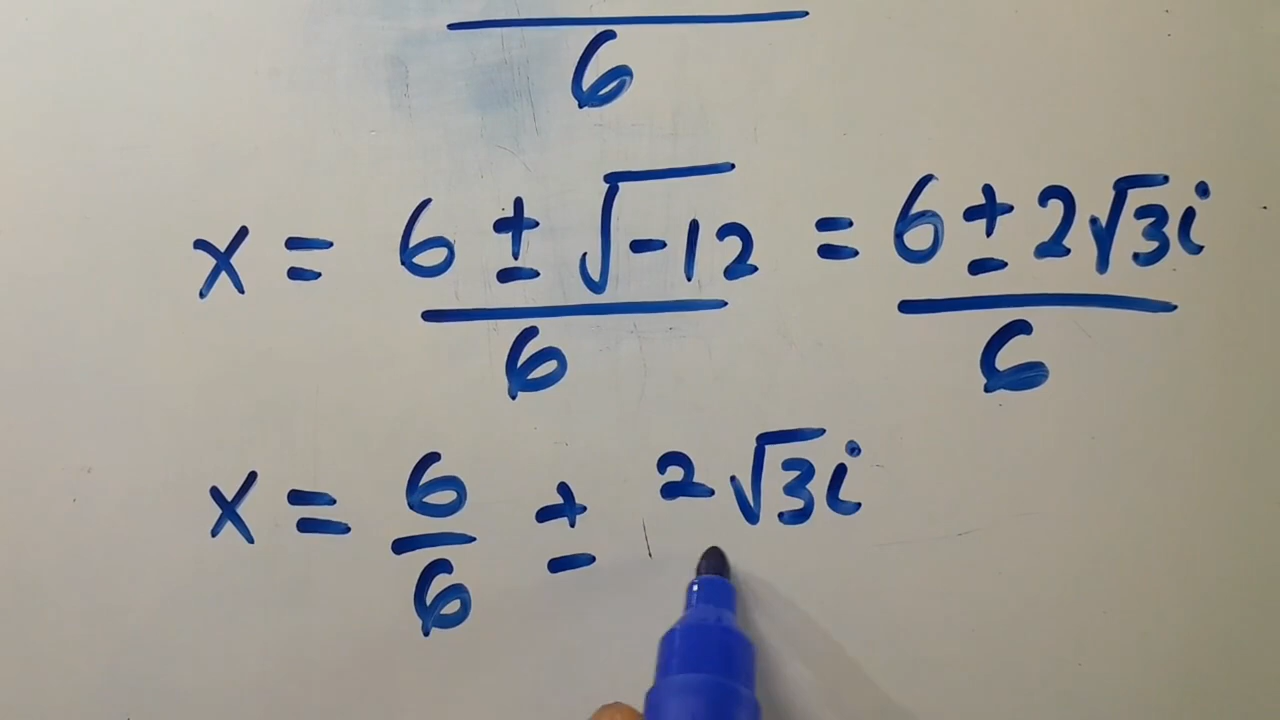 6
x = 6 ± √-12 / 6 = 6 ± 2√3i / 6
x = 6/6 ± 2√3i